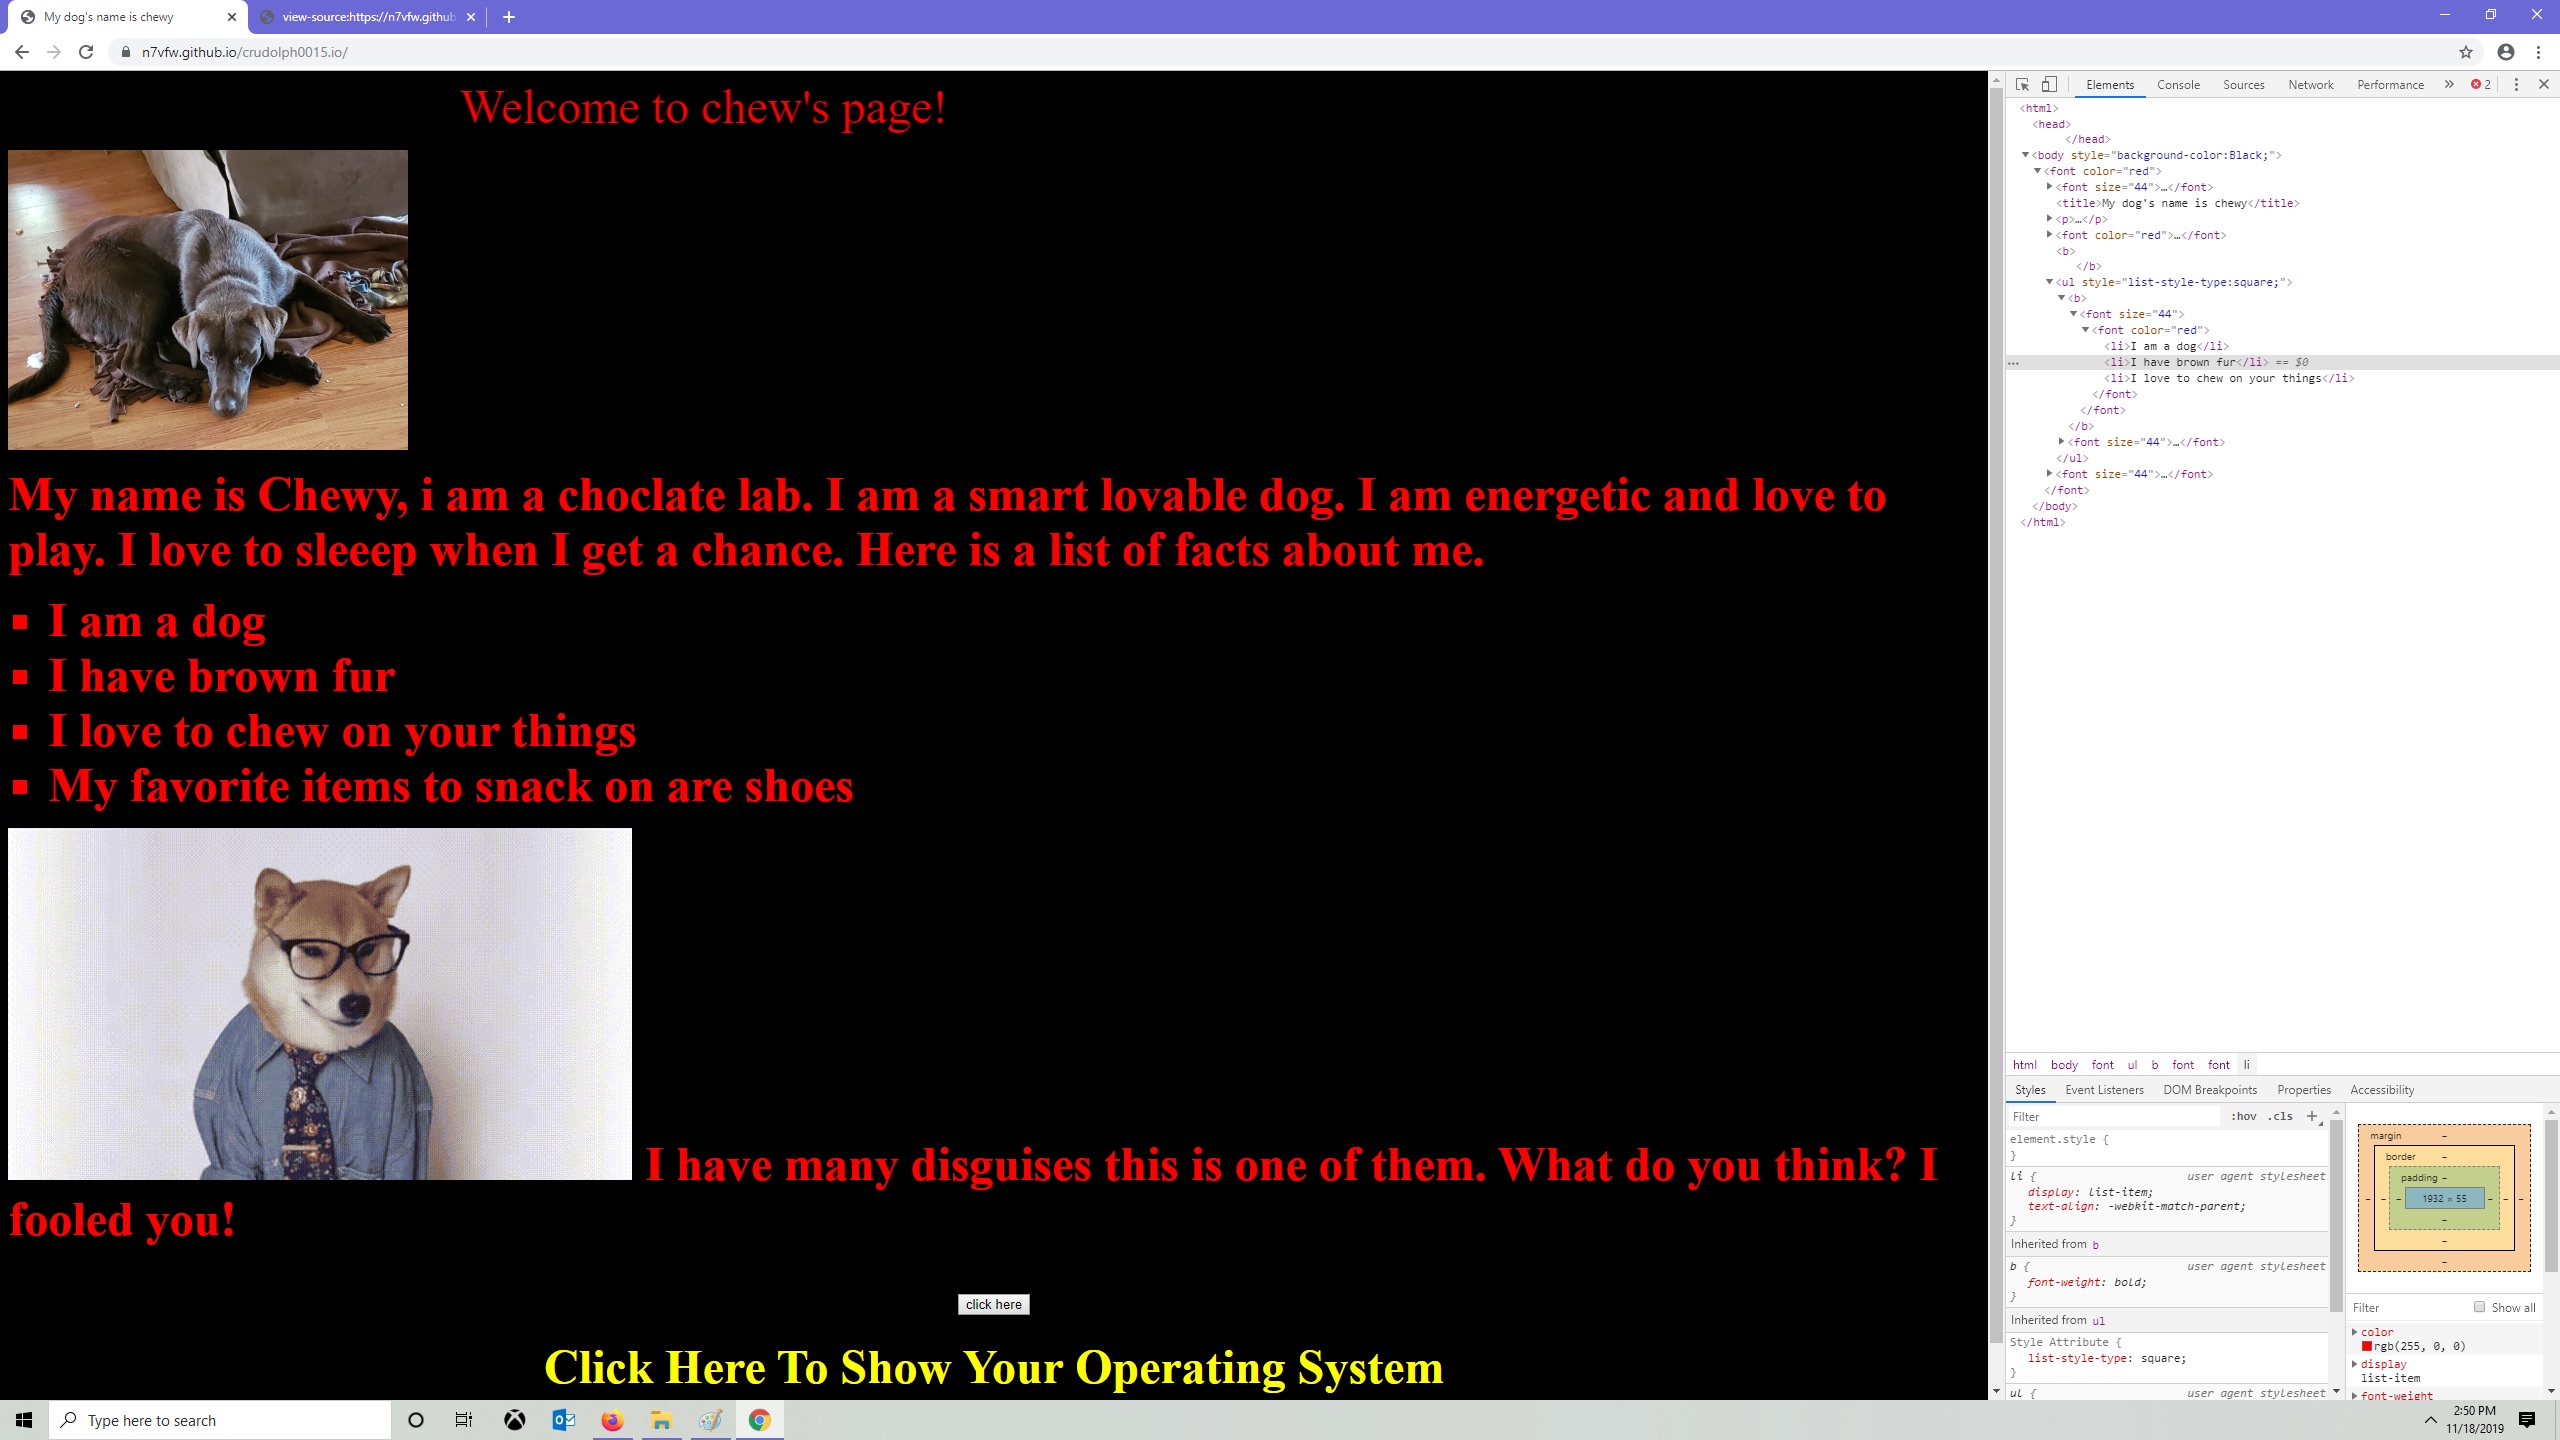 My dog's name is chewy
view-source:https://n7vfw.github
n7vfw.github.io/crudolph0015.io/
Welcome to chew's page!
My name is Chewy, i am a choclate lab. I am a smart lovable dog. I am energetic and love to
play. I love to sleeep when I get a chance. Here is a list of facts about me.
I am a dog
I have brown fur
I love to chew on your things
My favorite items to snack on are shoes
I have many disguises this is one of them. What do you think? I
fooled you!
click here
Click Here To Show Your Operating System
Elements Console Sources Network Performance » 2
<html>
<head>
</head>
<body style="background-color:Black;">
<font color="red">
<font size="44">…</font>
<title>My dog's name is chewy</title>
<p>…</p>
<font color="red">…</font>
<b>
</b>
<ul style="list-style-type:square;">
<b>
<font size="44">
<font color="red">
<li>I am a dog</li>
<li>I have brown fur</li> == $0
<li>I love to chew on your things</li>
</font>
</font>
</b>
<font size="44">…</font>
</ul>
<font size="44">…</font>
</font>
</body>
</html>
html body font ul b font font li
Styles Event Listeners DOM Breakpoints Properties Accessibility
Filter :hov .cls +
element.style {
}
li { user agent stylesheet
display: list-item;
text-align: -webkit-match-parent;
}
Inherited from b
b { user agent stylesheet
font-weight: bold;
}
Inherited from ul
Style Attribute {
list-style-type: square;
}
ul { user agent stylesheet
margin –
border –
padding –
– – – 1932 × 55 – – –
–
–
–
Filter Show all
color
rgb(255, 0, 0)
display
list-item
font-weight
Type here to search
2:50 PM
11/18/2019